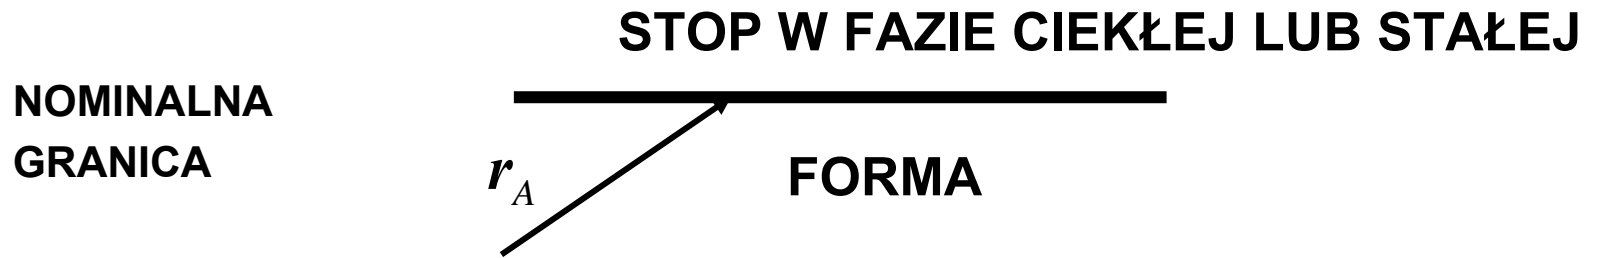 STOP W FAZIE CIEKŁEJ LUB STAŁEJ
NOMINALNA
GRANICA
r_A
FORMA